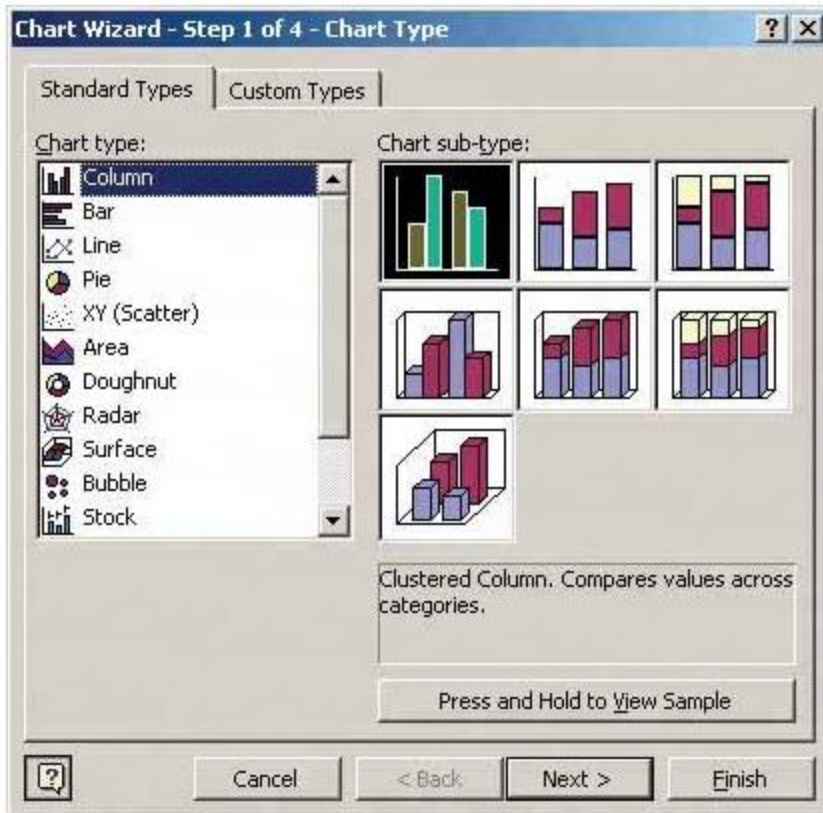 Chart Wizard - Step 1 of 4 - Chart Type
Standard Types
Custom Types
Chart type:
Column
Bar
Line
Pie
XY (Scatter)
Area
Doughnut
Radar
Surface
Bubble
Stock
Chart sub-type:
Clustered Column. Compares values across
categories.
Press and Hold to View Sample
Cancel
< Back
Next >
Finish